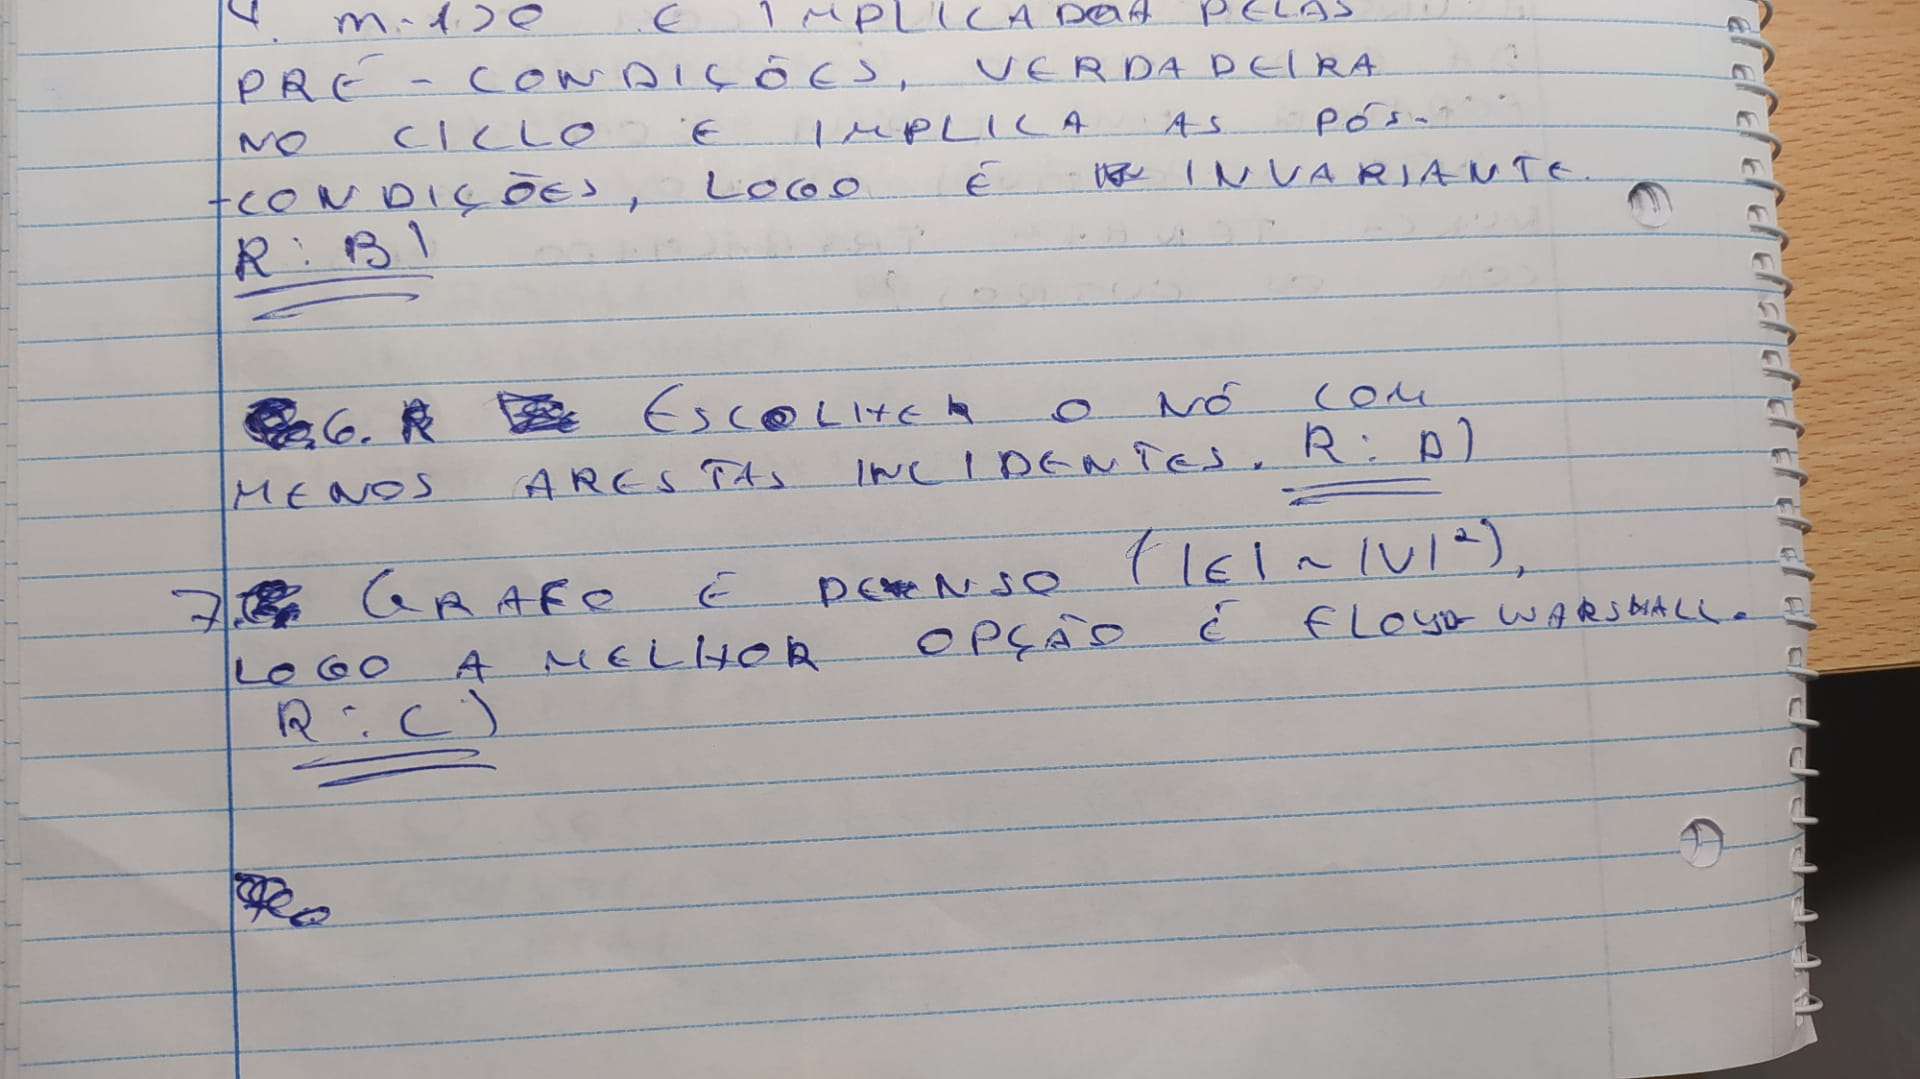 4. m-1>0 É IMPLICADA PELAS
PRÉ-CONDIÇÕES, VERDADEIRA
NO CICLO E IMPLICA AS PÓS-
-CONDIÇÕES, LOGO É INVARIANTE.
R: B)
6. ESCOLHER O NÓ COM
MENOS ARESTAS INCIDENTES. R: D)
7. GRAFO É DENSO (|E|~|V|²),
LOGO A MELHOR OPÇÃO É FLOYD-WARSHALL.
R: C)